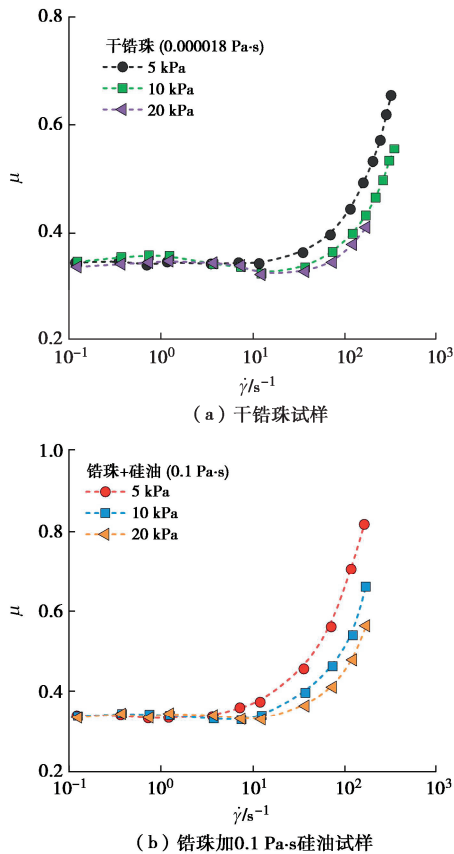 0.8
干锆珠 (0.000018 Pa·s)
5 kPa
10 kPa
20 kPa
0.6
μ
0.4
0.2
10⁻¹ 10⁰ 10¹ 10² 10³
γ̇/s⁻¹
(a) 干锆珠试样
1.0
锆珠+硅油 (0.1 Pa·s)
5 kPa
10 kPa
20 kPa
0.8
μ
0.6
0.4
0.2
10⁻¹ 10⁰ 10¹ 10² 10³
γ̇/s⁻¹
(b) 锆珠加0.1 Pa·s硅油试样